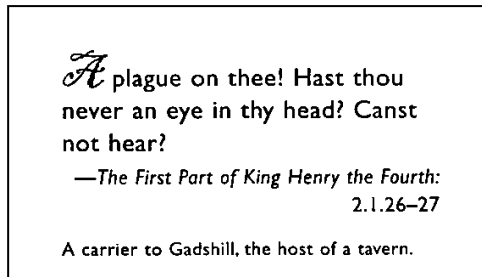 A plague on thee! Hast thou
never an eye in thy head? Canst
not hear?
—The First Part of King Henry the Fourth:
2.1.26–27
A carrier to Gadshill, the host of a tavern.